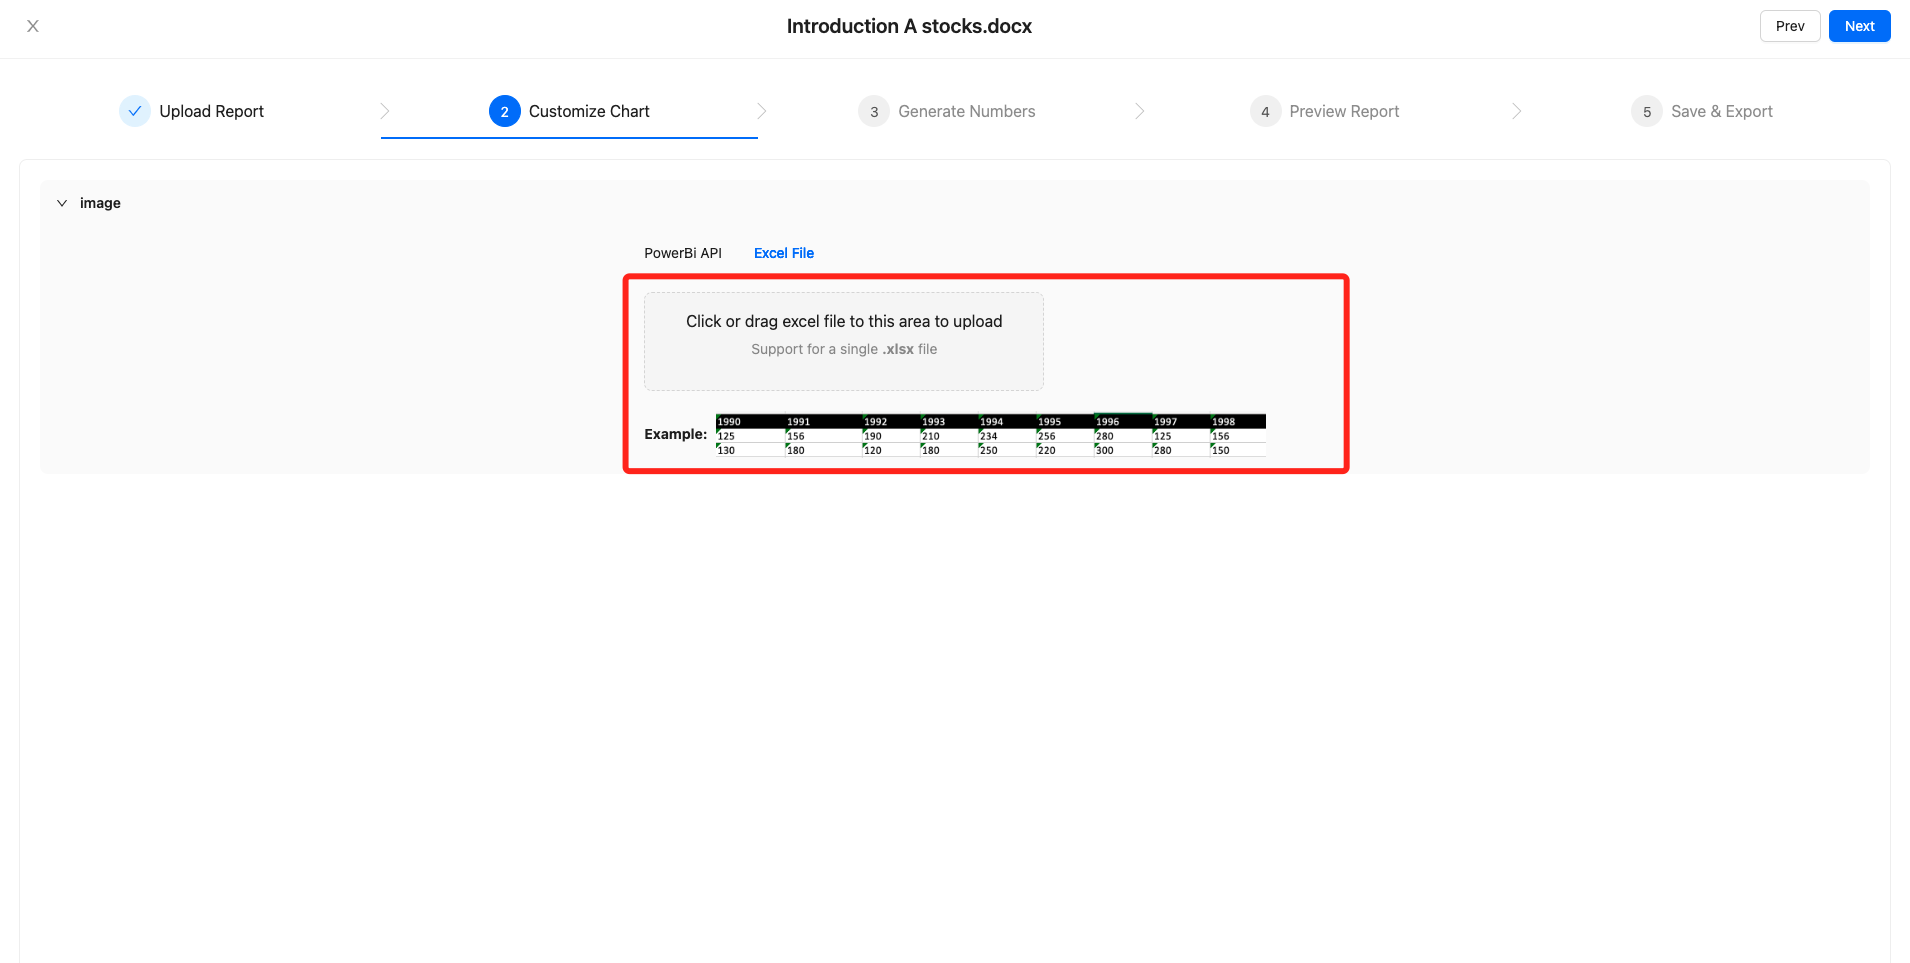 Introduction A stocks.docx
Prev
Next
Upload Report
2 Customize Chart
3 Generate Numbers
4 Preview Report
5 Save & Export
image
PowerBi API
Excel File
Click or drag excel file to this area to upload
Support for a single .xlsx file
Example:
1990 1991 1992 1993 1994 1995 1996 1997 1998
125 156 190 210 234 256 280 125 156
130 180 120 180 250 220 300 280 150